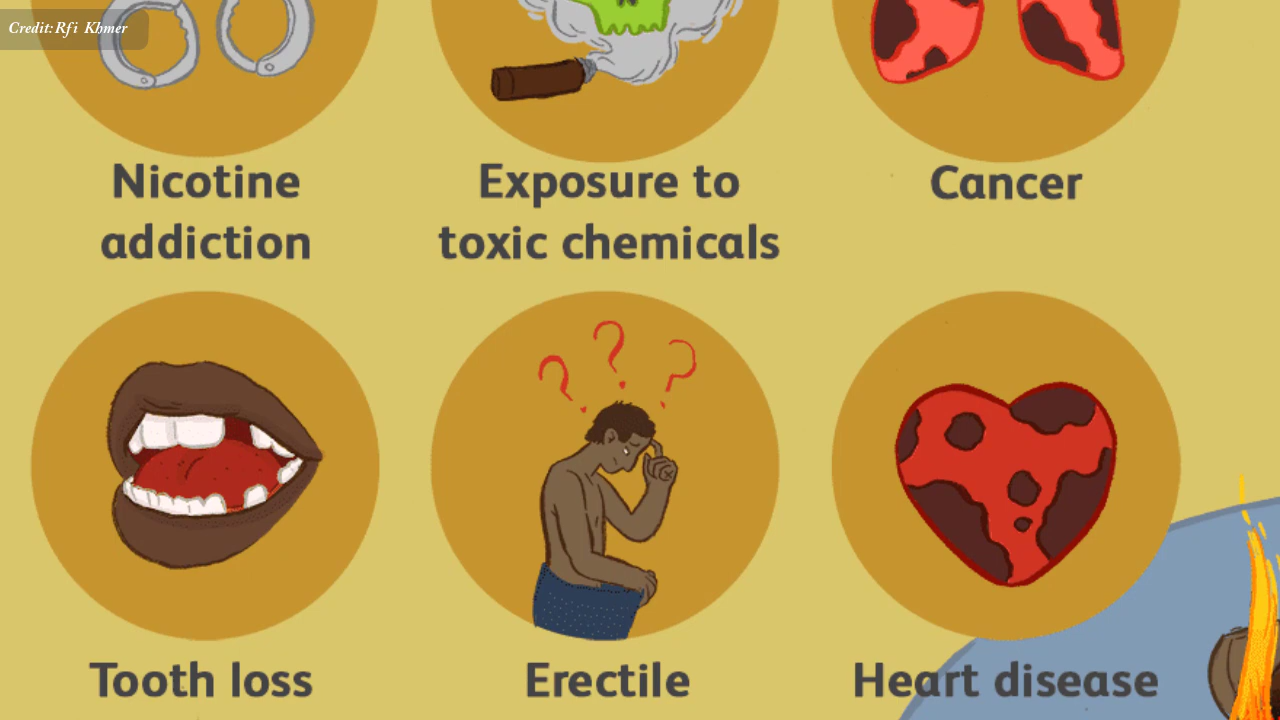 Credit:Rfi Khmer
Nicotine
addiction
Exposure to
toxic chemicals
Cancer
Tooth loss
Erectile
Heart disease